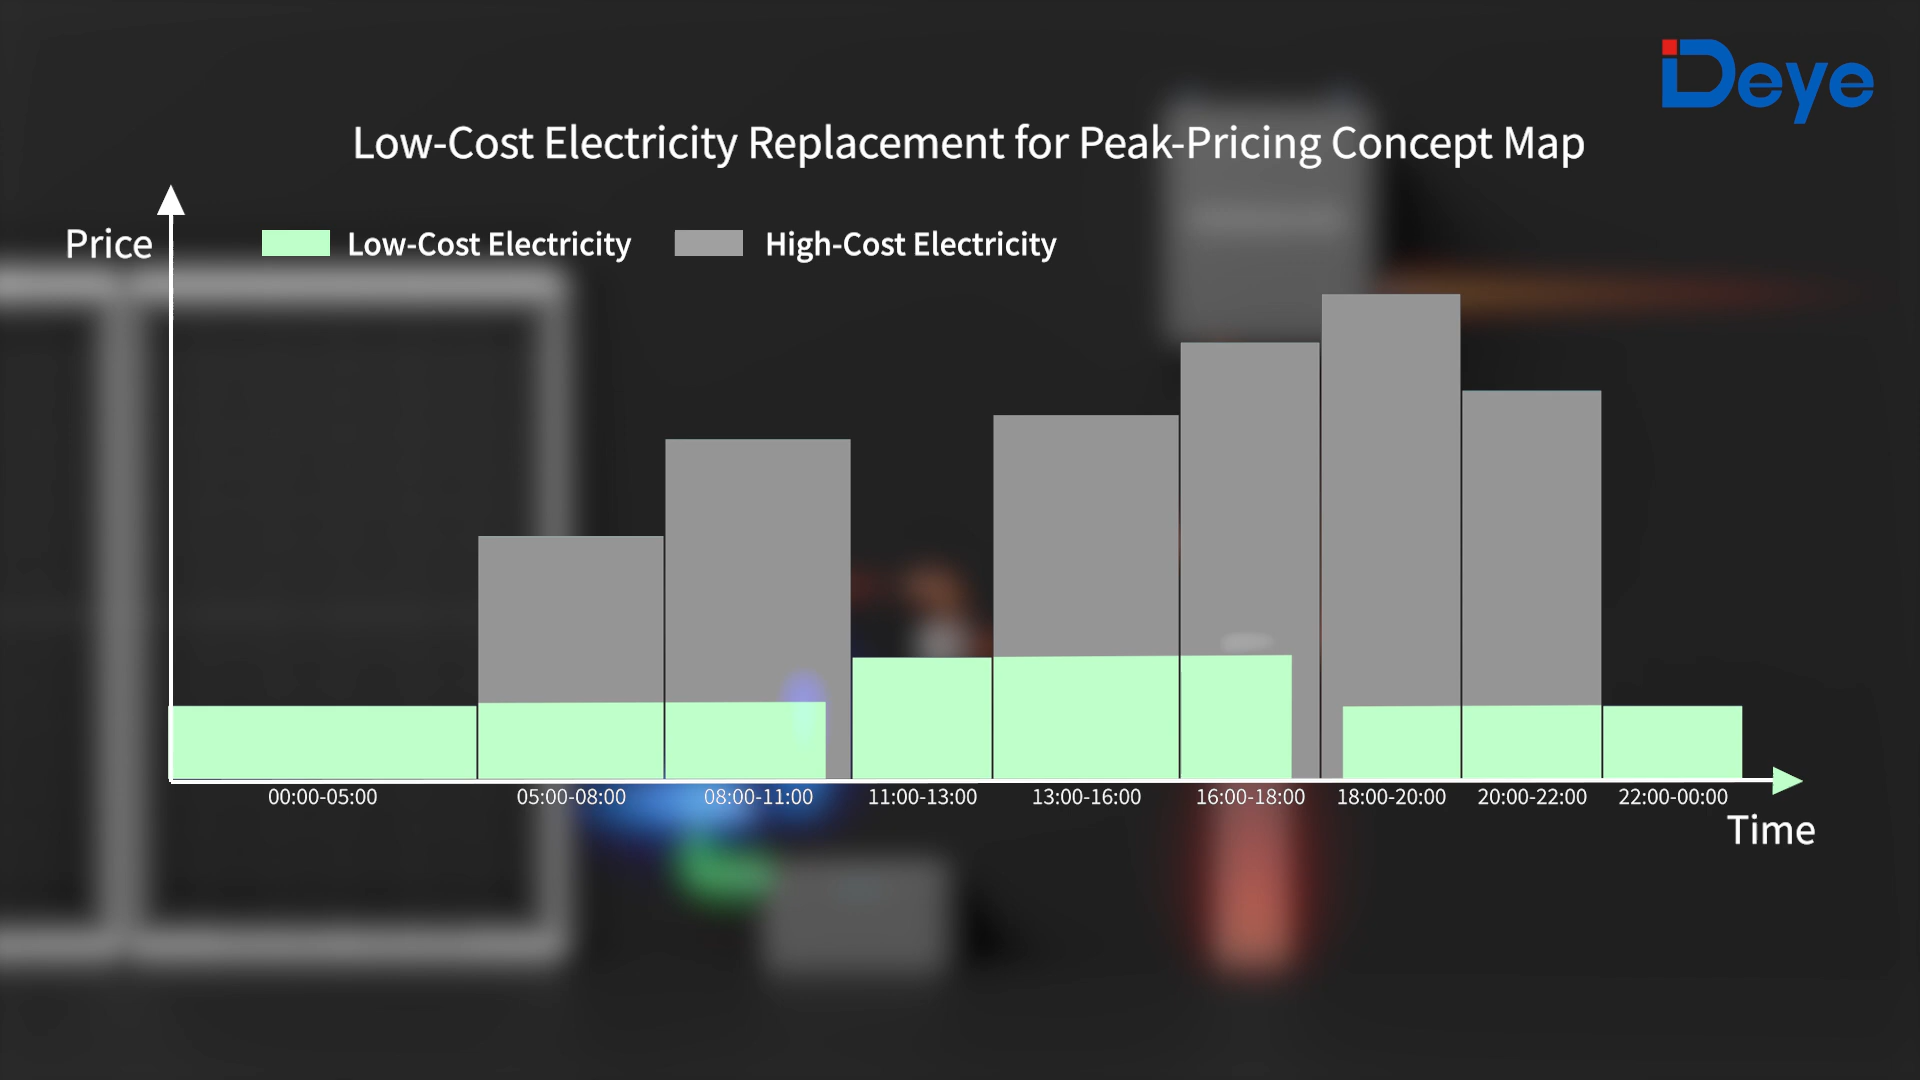 Deye
Low-Cost Electricity Replacement for Peak-Pricing Concept Map
Price
Low-Cost Electricity
High-Cost Electricity
00:00-05:00
05:00-08:00
08:00-11:00
11:00-13:00
13:00-16:00
16:00-18:00
18:00-20:00
20:00-22:00
22:00-00:00
Time